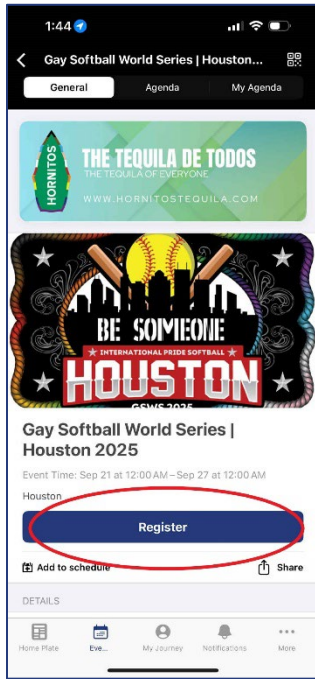 1:44
Gay Softball World Series | Houston...
General
Agenda
My Agenda
HORNITOS
THE TEQUILA DE TODOS
THE TEQUILA OF EVERYONE
WWW.HORNITOSTEQUILA.COM
BE SOMEONE
INTERNATIONAL PRIDE SOFTBALL
HOUSTON
GSWS 2025
Gay Softball World Series |
Houston 2025
Event Time: Sep 21 at 12:00 AM – Sep 27 at 12:00 AM
Houston
Register
Add to schedule
Share
DETAILS
Home Plate
Eve...
My Journey
Notifications
More